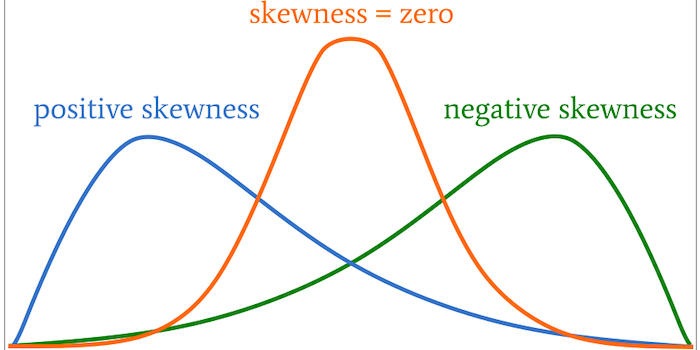 skewness = zero
positive skewness
negative skewness